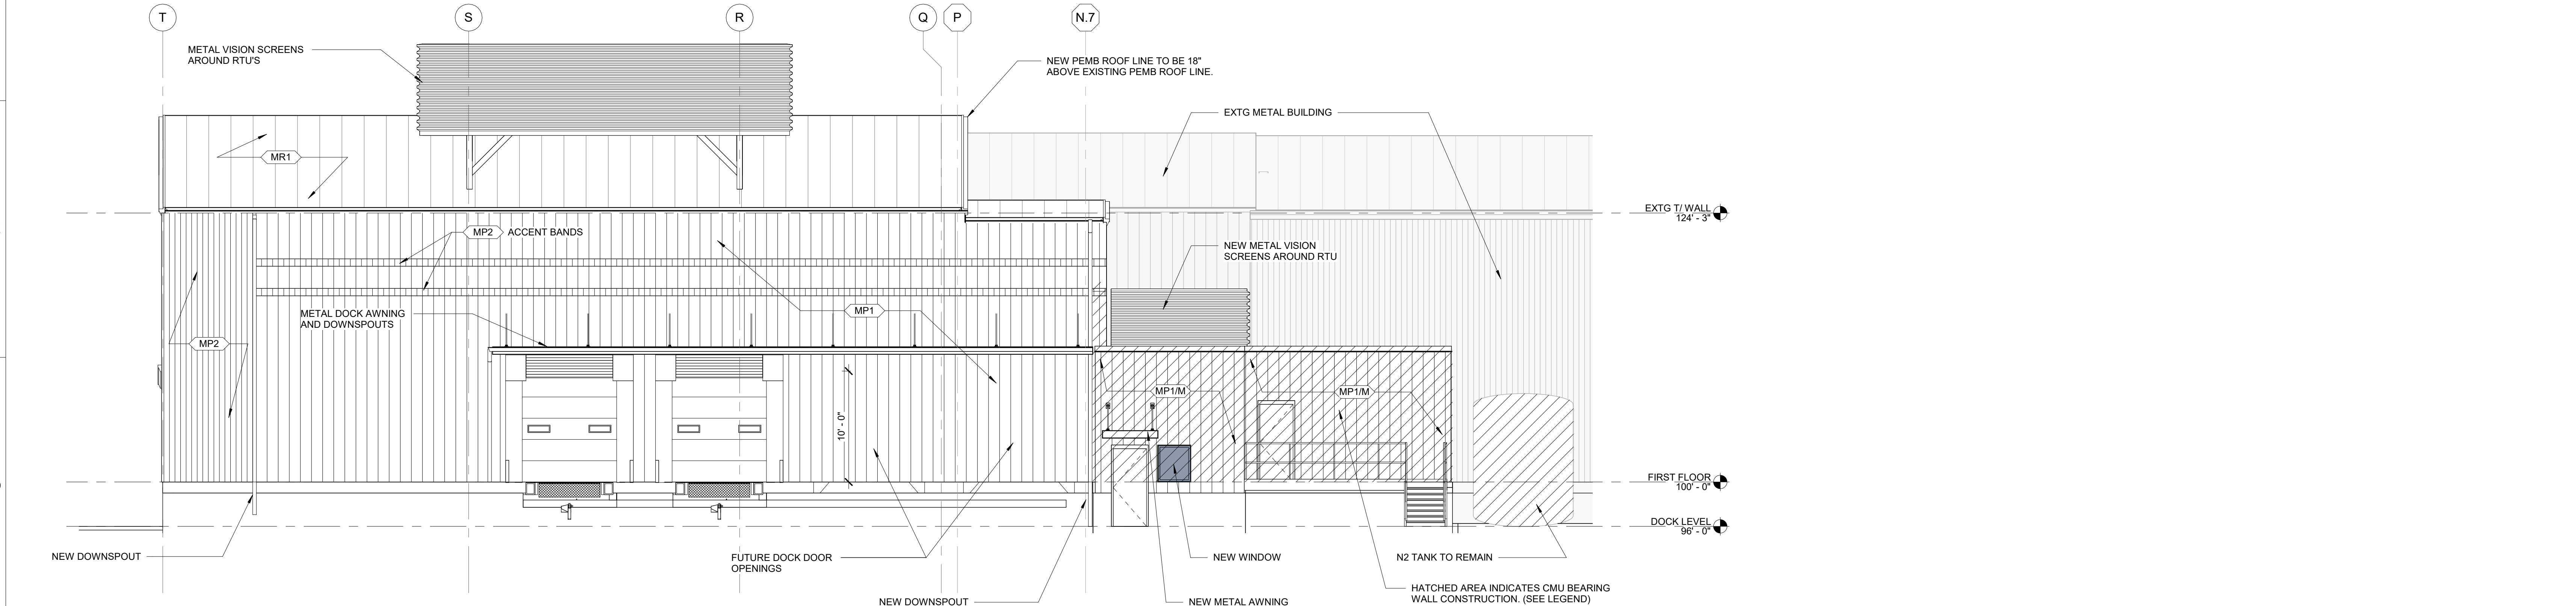 T
S
R
Q
P
N.7
METAL VISION SCREENS
AROUND RTU'S
NEW PEMB ROOF LINE TO BE 18"
ABOVE EXISTING PEMB ROOF LINE.
EXTG METAL BUILDING
MR1
EXTG T/ WALL
124' - 3"
MP2 ACCENT BANDS
NEW METAL VISION
SCREENS AROUND RTU
METAL DOCK AWNING
AND DOWNSPOUTS
MP1
MP2
MP1/M
MP1/M
10' - 0"
FIRST FLOOR
100' - 0"
DOCK LEVEL
96' - 0"
NEW DOWNSPOUT
FUTURE DOCK DOOR
OPENINGS
NEW WINDOW
N2 TANK TO REMAIN
HATCHED AREA INDICATES CMU BEARING
WALL CONSTRUCTION. (SEE LEGEND)
NEW DOWNSPOUT
NEW METAL AWNING